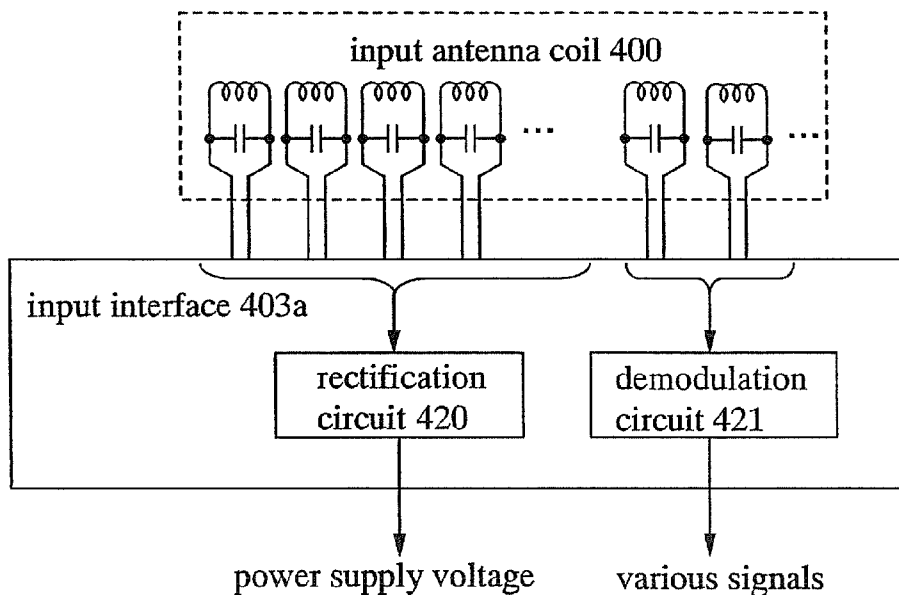 input antenna coil 400
...
...
input interface 403a
rectification
circuit 420
demodulation
circuit 421
power supply voltage
various signals